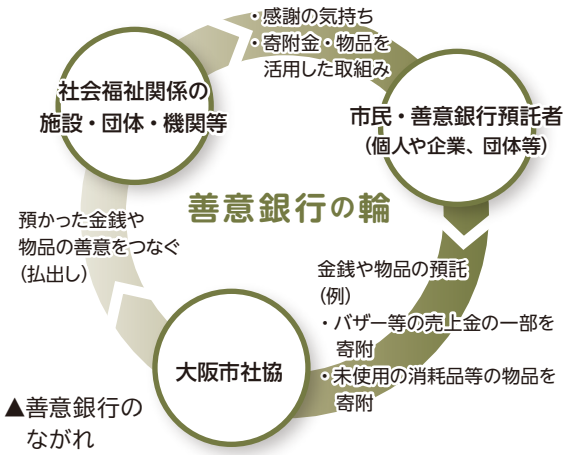 ・感謝の気持ち
・寄附金・物品を
活用した取組み
社会福祉関係の
施設・団体・機関等
市民・善意銀行預託者
(個人や企業、団体等)
善意銀行の輪
預かった金銭や
物品の善意をつなぐ
(払出し)
金銭や物品の預託
(例)
・バザー等の売上金の一部を
寄附
・未使用の消耗品等の物品を
寄附
大阪市社協
▲善意銀行の
ながれ